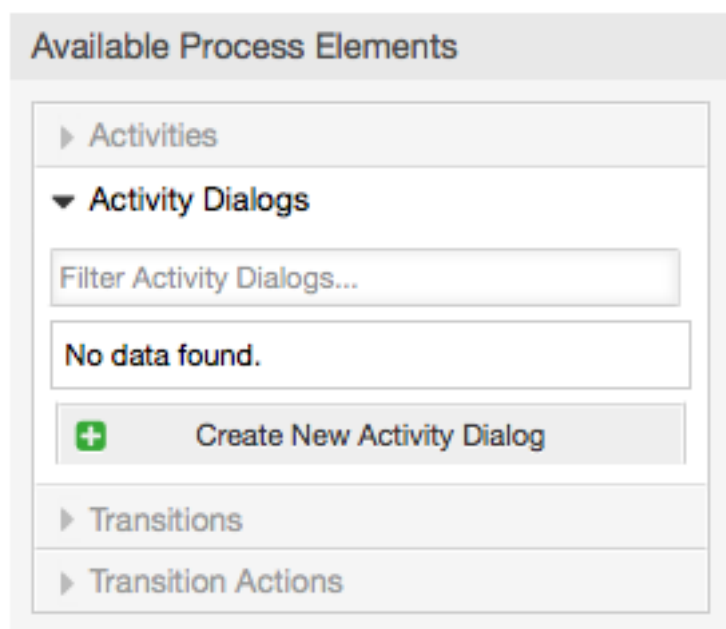 Available Process Elements
Activities
Activity Dialogs
Filter Activity Dialogs...
No data found.
Create New Activity Dialog
Transitions
Transition Actions